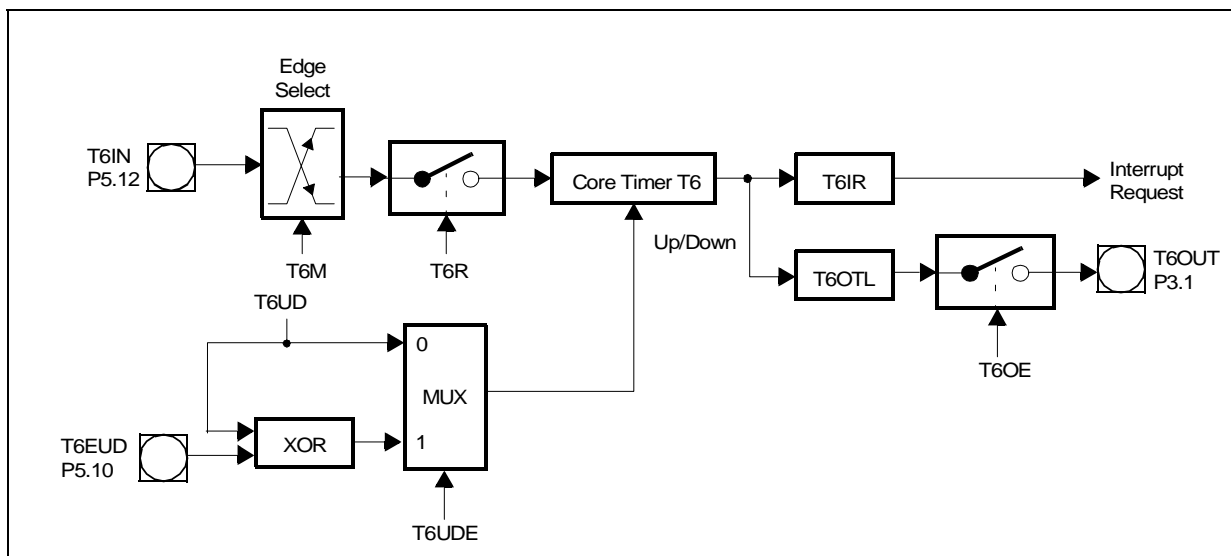 Edge
Select
T6IN
P5.12
Core Timer T6
T6IR
Interrupt
Request
T6M
T6R
Up/Down
T6OTL
T6OUT
P3.1
T6UD
0
MUX
1
T6OE
T6EUD
P5.10
XOR
T6UDE